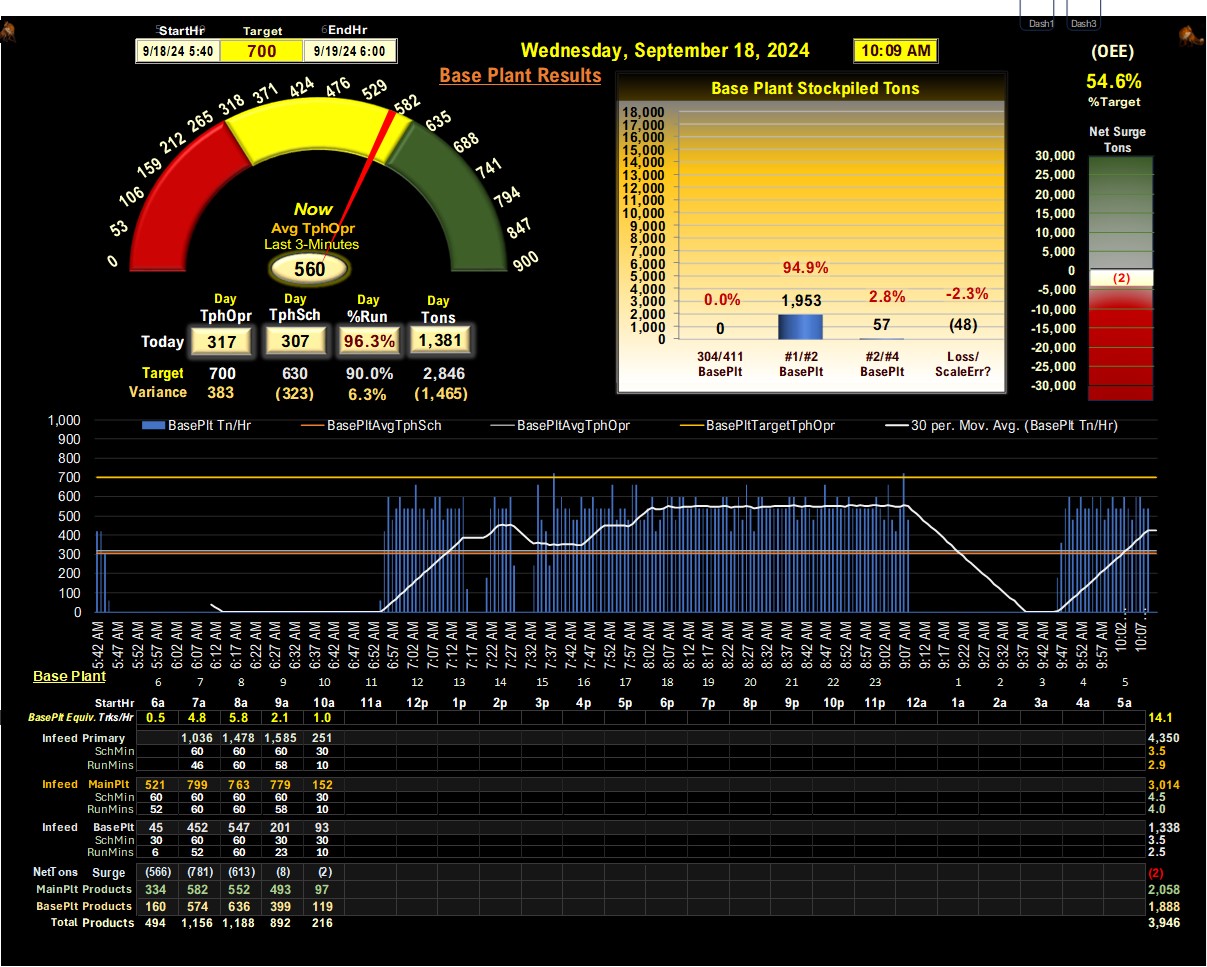 Dash1 Dash3
StartHr Target EndHr
9/18/24 5:40 700 9/19/24 6:00
Wednesday, September 18, 2024 10:09 AM
(OEE)
54.6%
%Target
Base Plant Results
0 53 106 159 212 265 318 371 424 476 529 582 635 688 741 794 847 900
Now
Avg TphOpr
Last 3-Minutes
560
Day TphOpr Day TphSch Day %Run Day Tons
Today 317 307 96.3% 1,381
Target 700 630 90.0% 2,846
Variance 383 (323) 6.3% (1,465)
Base Plant Stockpiled Tons
18,000
17,000
16,000
15,000
14,000
13,000
12,000
11,000
10,000
9,000
8,000
7,000
6,000
5,000
4,000
3,000
2,000
1,000
0
94.9%
0.0% 2.8% -2.3%
0 1,953 57 (48)
304/411 #1/#2 #2/#4 Loss/
BasePlt BasePlt BasePlt ScaleErr?
Net Surge
Tons
30,000
25,000
20,000
15,000
10,000
5,000
0
(2)
-5,000
-10,000
-15,000
-20,000
-25,000
-30,000
BasePlt Tn/Hr BasePltAvgTphSch BasePltAvgTphOpr BasePltTargetTphOpr 30 per. Mov. Avg. (BasePlt Tn/Hr)
1,000
900
800
700
600
500
400
300
200
100
0
5:42 AM 5:47 AM 5:52 AM 5:57 AM 6:02 AM 6:07 AM 6:12 AM 6:17 AM 6:22 AM 6:27 AM 6:32 AM 6:37 AM 6:42 AM 6:47 AM 6:52 AM 6:57 AM 7:02 AM 7:07 AM 7:12 AM 7:17 AM 7:22 AM 7:27 AM 7:32 AM 7:37 AM 7:42 AM 7:47 AM 7:52 AM 7:57 AM 8:02 AM 8:07 AM 8:12 AM 8:17 AM 8:22 AM 8:27 AM 8:32 AM 8:37 AM 8:42 AM 8:47 AM 8:52 AM 8:57 AM 9:02 AM 9:07 AM 9:12 AM 9:17 AM 9:22 AM 9:27 AM 9:32 AM 9:37 AM 9:42 AM 9:47 AM 9:52 AM 9:57 AM 10:02... 10:07...
Base Plant
6 7 8 9 10 11 12 13 14 15 16 17 18 19 20 21 22 23 1 2 3 4 5
StartHr 6a 7a 8a 9a 10a 11a 12p 1p 2p 3p 4p 5p 6p 7p 8p 9p 10p 11p 12a 1a 2a 3a 4a 5a
BasePlt Equiv. Trks/Hr 0.5 4.8 5.8 2.1 1.0 14.1
Infeed Primary 1,036 1,478 1,585 251 4,350
SchMin 60 60 60 30 3.5
RunMins 46 60 58 10 2.9
Infeed MainPlt 521 799 763 779 152 3,014
SchMin 60 60 60 60 30 4.5
RunMins 52 60 60 58 10 4.0
Infeed BasePlt 45 452 547 201 93 1,338
SchMin 30 60 60 30 30 3.5
RunMins 6 52 60 23 10 2.5
NetTons Surge (566) (781) (613) (8) (2) (2)
MainPlt Products 334 582 552 493 97 2,058
BasePlt Products 160 574 636 399 119 1,888
Total Products 494 1,156 1,188 892 216 3,946